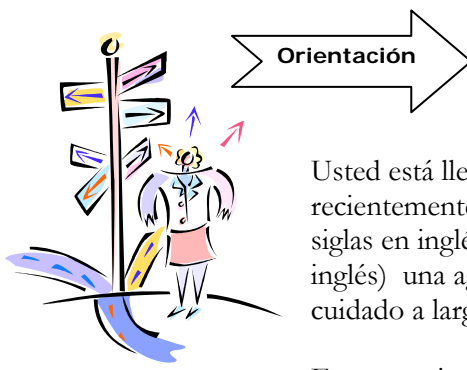 Orientación
Usted está
recientemente
siglas en
inglés) una
cuidado a